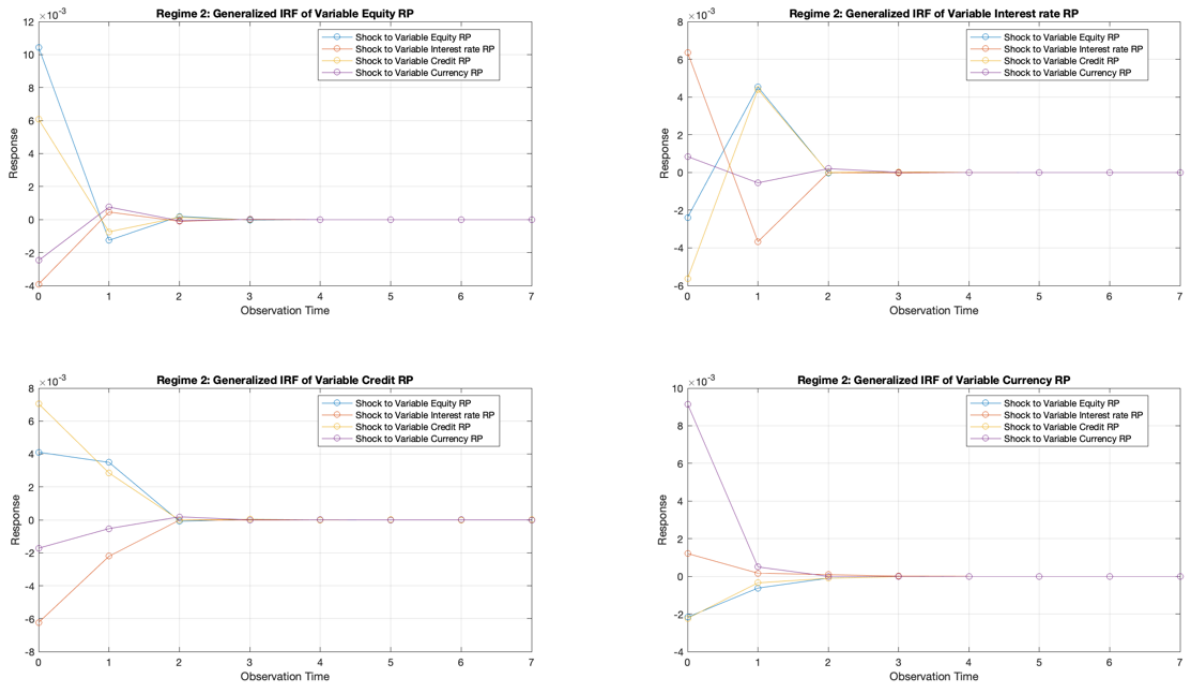 Regime 2: Generalized IRF of Variable Equity RP
×10⁻³
12
10
8
6
4
2
0
-2
-4
Response
0 1 2 3 4 5 6 7
Observation Time
Shock to Variable Equity RP
Shock to Variable Interest rate RP
Shock to Variable Credit RP
Shock to Variable Currency RP
Regime 2: Generalized IRF of Variable Interest rate RP
×10⁻³
8
6
4
2
0
-2
-4
-6
Response
0 1 2 3 4 5 6 7
Observation Time
Shock to Variable Equity RP
Shock to Variable Interest rate RP
Shock to Variable Credit RP
Shock to Variable Currency RP
Regime 2: Generalized IRF of Variable Credit RP
×10⁻³
8
6
4
2
0
-2
-4
-6
-8
Response
0 1 2 3 4 5 6 7
Observation Time
Shock to Variable Equity RP
Shock to Variable Interest rate RP
Shock to Variable Credit RP
Shock to Variable Currency RP
Regime 2: Generalized IRF of Variable Currency RP
×10⁻³
10
8
6
4
2
0
-2
-4
Response
0 1 2 3 4 5 6 7
Observation Time
Shock to Variable Equity RP
Shock to Variable Interest rate RP
Shock to Variable Credit RP
Shock to Variable Currency RP